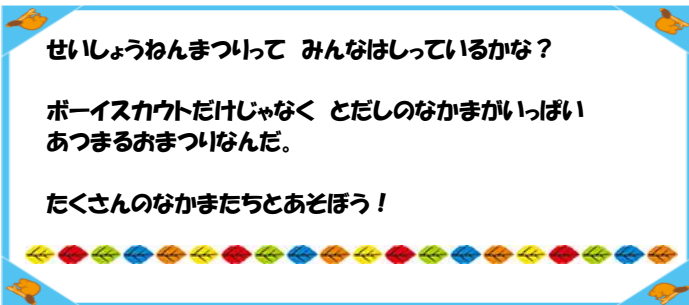 せいしょうねんまつりって みんなはしっているかな？
ボーイスカウトだけじゃなく とだしのなかまがいっぱい
あつまるおまつりなんだ。
たくさんのなかまたちとあそぼう！